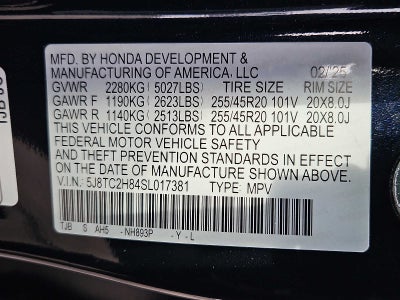 MFD. BY HONDA DEVELOPMENT &
MANUFACTURING OF AMERICA, LLC 02/25
GVWR 2280KG (5027LBS) TIRE SIZE RIM SIZE
GAWR F 1190KG (2623LBS) 255/45R20 101V 20X8.0J
GAWR R 1140KG (2513LBS) 255/45R20 101V 20X8.0J
THIS VEHICLE CONFORMS TO ALL APPLICABLE
FEDERAL MOTOR VEHICLE SAFETY
AND THEFT PREVENTION STANDARDS IN EFFECT
ON THE DATE OF MANUFACTURE SHOWN ABOVE.
V.I.N.: 5J8TC2H84SL017381 TYPE: MPV
TJB S AH5 - NH893P - Y - L